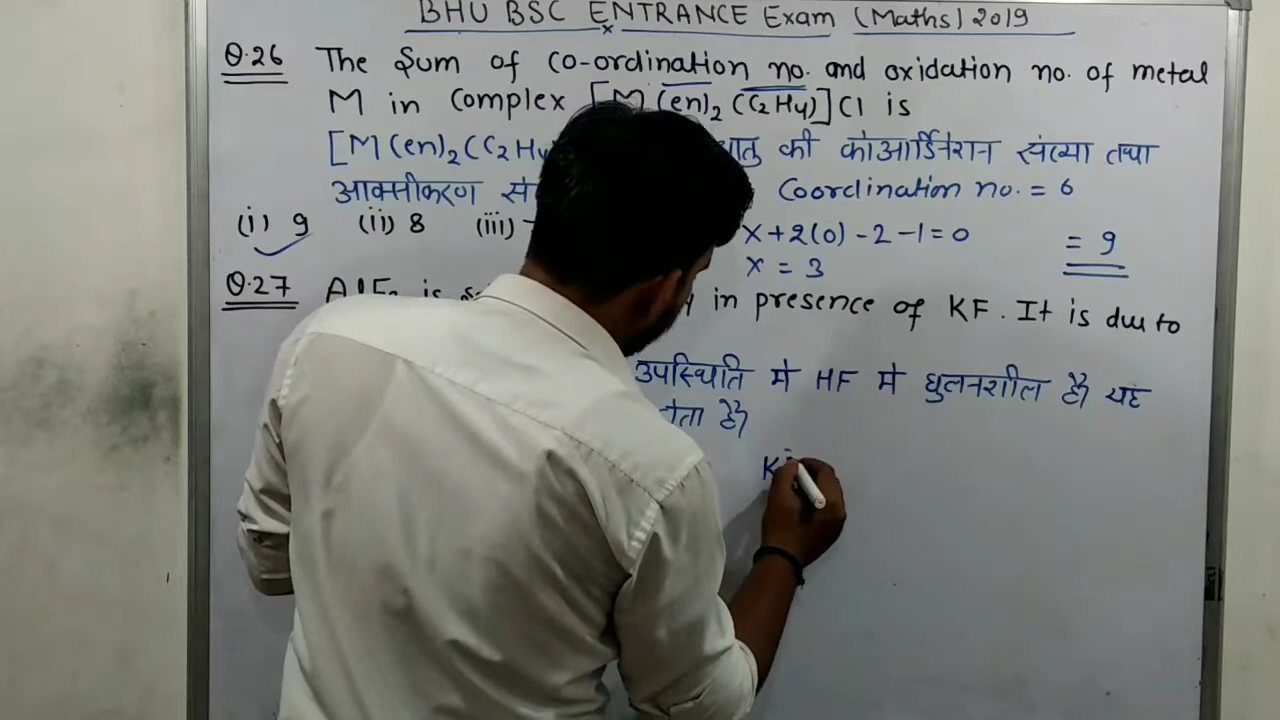 BHU BSC ENTRANCE Exam (Maths) 2019
Q.26 The Sum of Co-ordination no. and oxidation no. of metal
M in Complex [M(en)2(C2H4)]Cl is
[M(en)2(C2H4 धातु की कोआर्डिनेशन संख्या तथा
आक्सीकरण सं Coordination no. = 6
(i) 9 (ii) 8 (iii) x + 2(0) - 2 - 1 = 0 = 9
x = 3
Q.27 AlF3 is in presence of KF. It is due to
उपस्थिति मे HF मे घुलनशील है। यह
होता है।
K